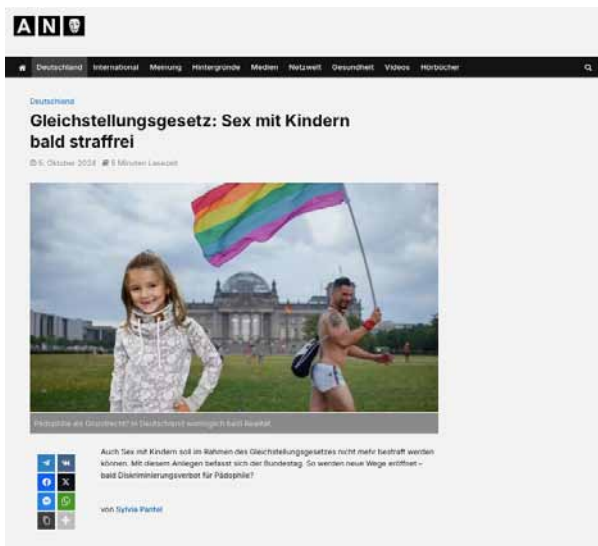 AN
Deutschland International Meinung Hintergründe Medien Netzwelt Gesundheit Videos Hörbücher
Deutschland
Gleichstellungsgesetz: Sex mit Kindern
bald straffrei
5. Oktober 2024 5 Minuten Lesezeit
Pädophilie als Grundrecht? In Deutschland womöglich bald Realität.
Auch Sex mit Kindern soll im Rahmen des Gleichstellungsgesetzes nicht mehr bestraft werden
können. Mit diesem Anliegen befasst sich der Bundestag. So werden neue Wege eröffnet –
bald Diskriminierungsverbot für Pädophile?
von Sylvia Pantel